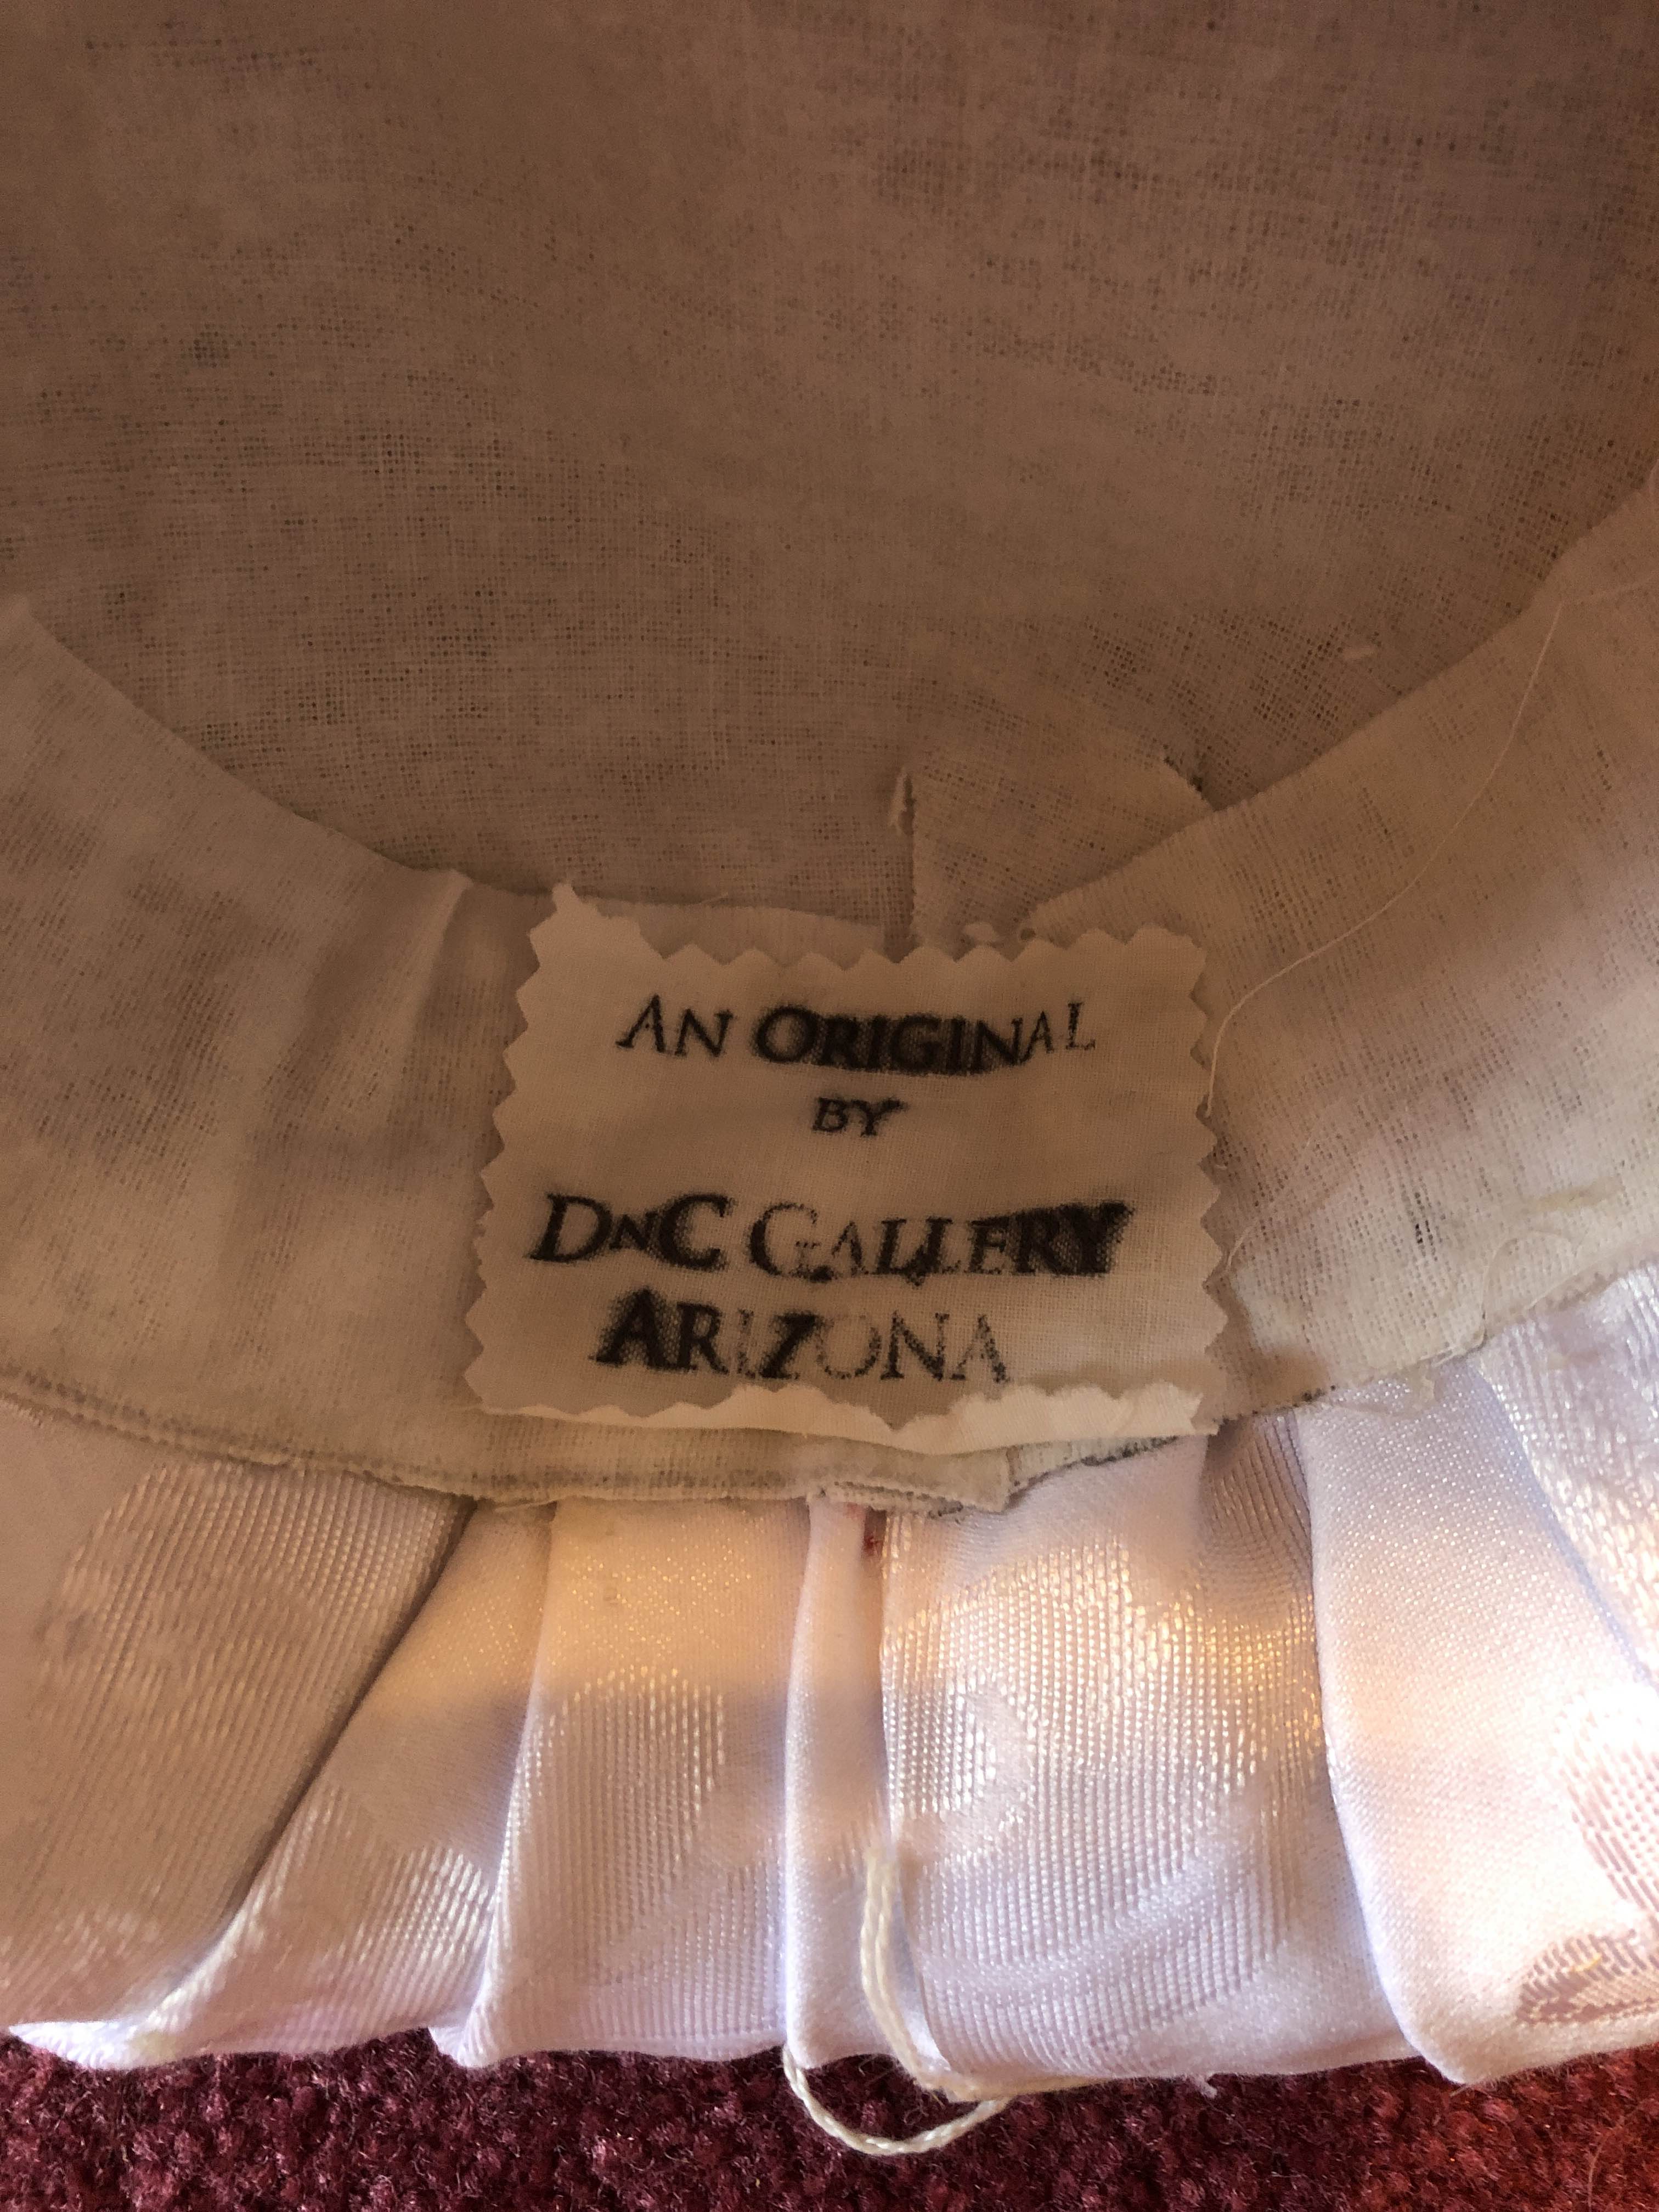 An Original
by
DnC Gallery
Arizona